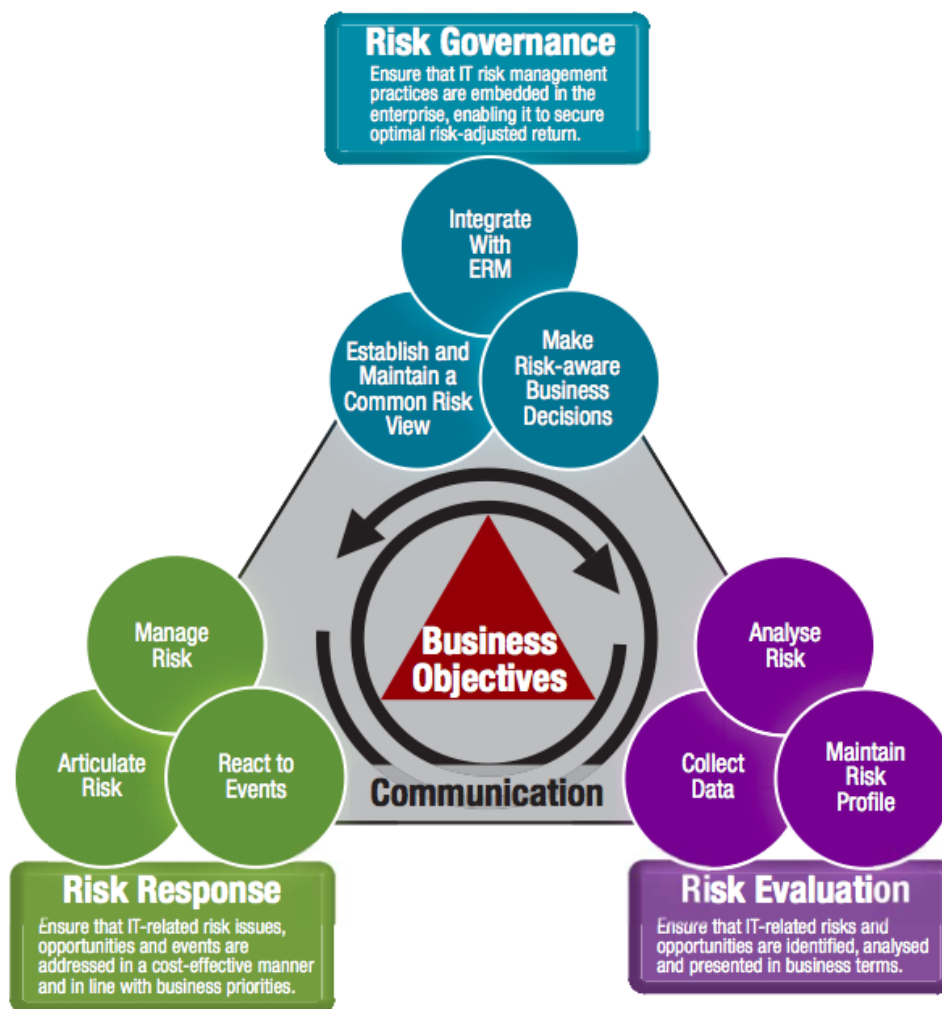 Risk Governance
Ensure that IT risk management
practices are embedded in the
enterprise, enabling it to secure
optimal risk-adjusted return.
Integrate
With
ERM
Establish and
Maintain a
Common Risk
View
Make
Risk-aware
Business
Decisions
Business
Objectives
Communication
Manage
Risk
Articulate
Risk
React to
Events
Risk Response
Ensure that IT-related risk issues,
opportunities and events are
addressed in a cost-effective manner
and in line with business priorities.
Analyse
Risk
Collect
Data
Maintain
Risk
Profile
Risk Evaluation
Ensure that IT-related risks and
opportunities are identified, analysed
and presented in business terms.